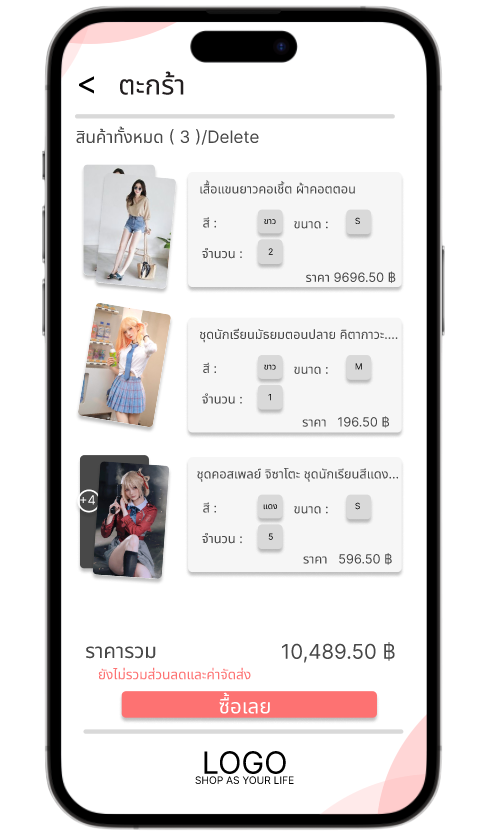 < ตะกร้า
สินค้าทั้งหมด ( 3 )/Delete
เสื้อแขนยาวคอเชิ้ต ผ้าคอตตอน
สี : ขาว ขนาด : S
จำนวน : 2
ราคา 9696.50 ฿
ชุดนักเรียนมัธยมตอนปลาย คิตากาวะ....
สี : ขาว ขนาด : M
จำนวน : 1
ราคา 196.50 ฿
+4
ชุดคอสเพลย์ จิซาโตะ ชุดนักเรียนสีแดง...
สี : แดง ขนาด : S
จำนวน : 5
ราคา 596.50 ฿
ราคารวม 10,489.50 ฿
ยังไม่รวมส่วนลดและค่าจัดส่ง
ซื้อเลย
LOGO
SHOP AS YOUR LIFE